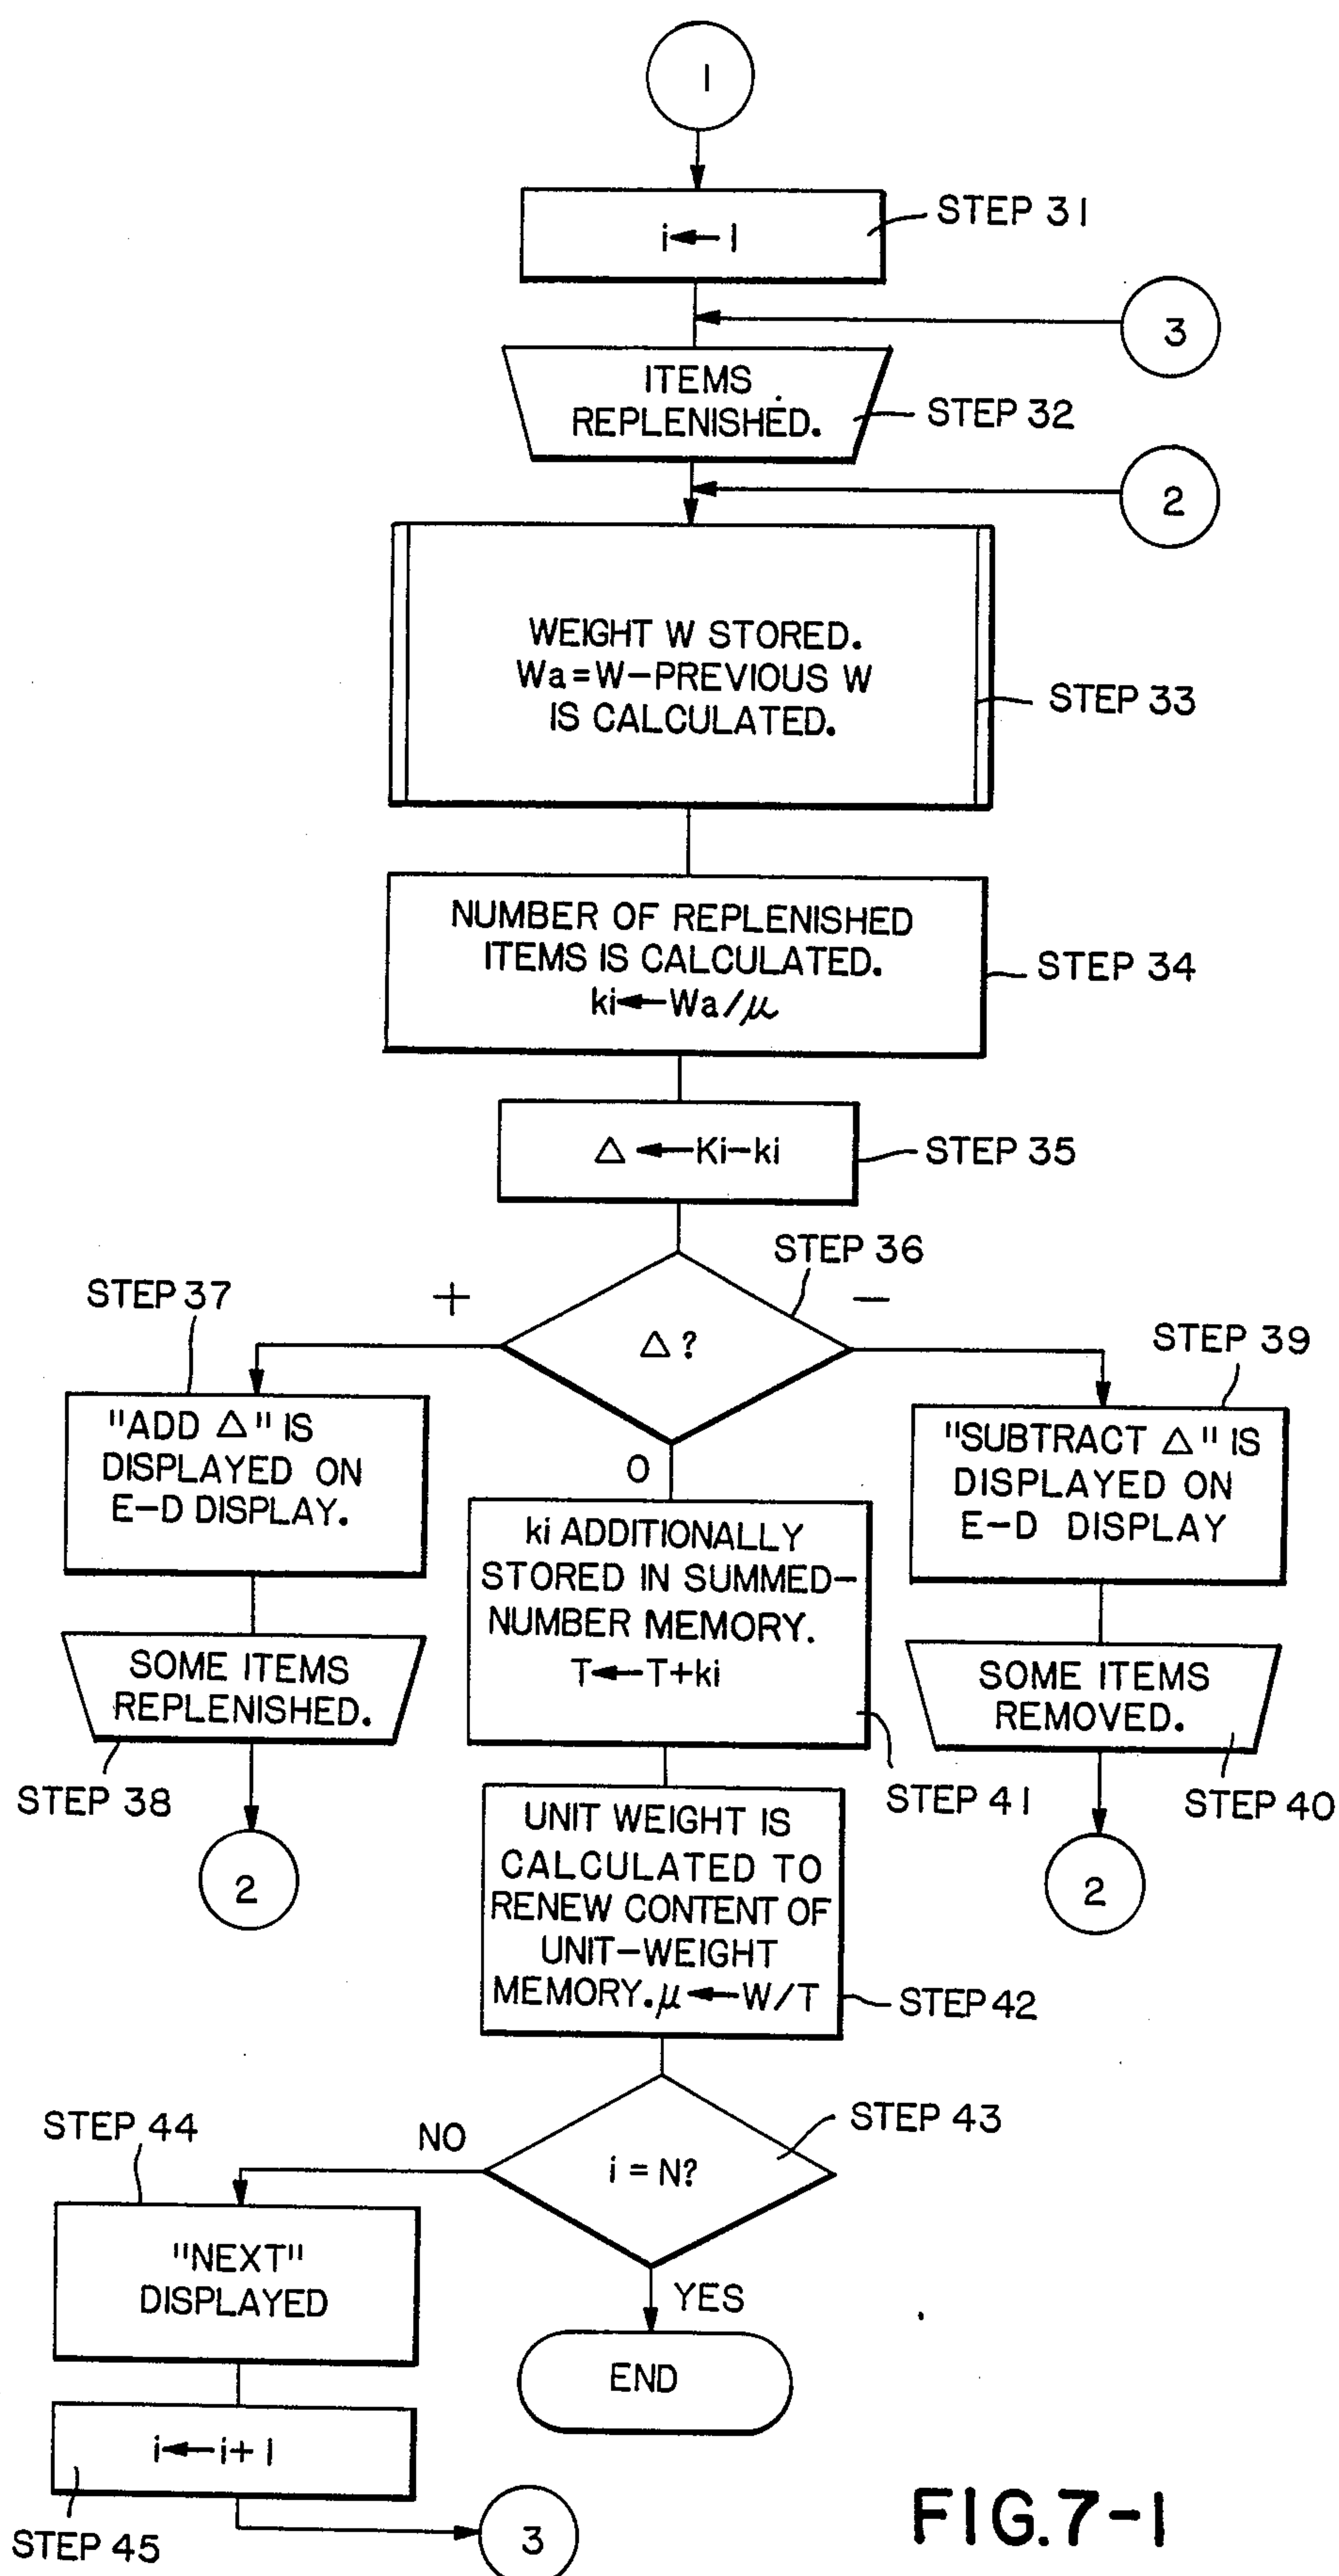 1
i←1
STEP 31
3
ITEMS
REPLENISHED.
STEP 32
2
WEIGHT W STORED.
Wa=W-PREVIOUS W
IS CALCULATED.
STEP 33
NUMBER OF REPLENISHED
ITEMS IS CALCULATED.
ki←Wa/μ
STEP 34
△←Ki-ki
STEP 35
STEP 36
+
-
△?
0
STEP 37
"ADD △" IS
DISPLAYED ON
E-D DISPLAY.
SOME ITEMS
REPLENISHED.
STEP 38
2
STEP 39
"SUBTRACT △" IS
DISPLAYED ON
E-D DISPLAY
SOME ITEMS
REMOVED.
STEP 40
2
ki ADDITIONALLY
STORED IN SUMMED-
NUMBER MEMORY.
T←T+ki
STEP 41
UNIT WEIGHT IS
CALCULATED TO
RENEW CONTENT OF
UNIT-WEIGHT
MEMORY. μ←W/T
STEP 42
STEP 43
i = N?
NO
YES
END
STEP 44
"NEXT"
DISPLAYED
i←i+1
STEP 45
3
FIG.7-1